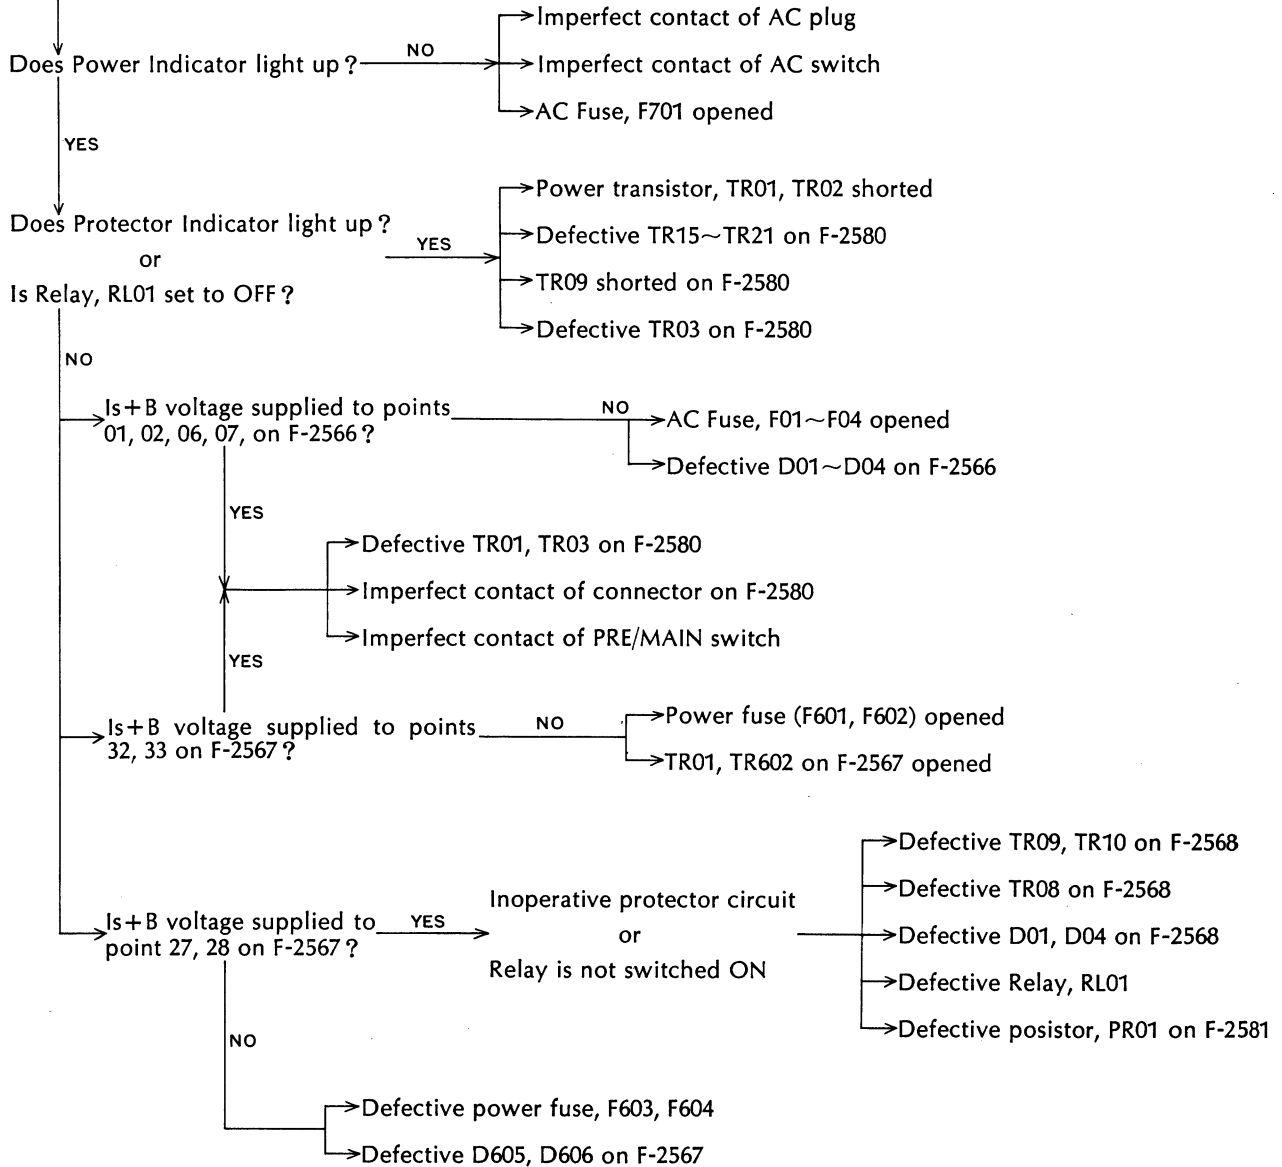 Imperfect contact of AC plug
Does Power Indicator light up?
NO
Imperfect contact of AC switch
AC Fuse, F701 opened
YES
Power transistor, TR01, TR02 shorted
Does Protector Indicator light up?
or
Is Relay, RL01 set to OFF?
YES
Defective TR15~TR21 on F-2580
TR09 shorted on F-2580
Defective TR03 on F-2580
NO
Is+B voltage supplied to points
01, 02, 06, 07, on F-2566?
NO
AC Fuse, F01~F04 opened
Defective D01~D04 on F-2566
YES
Defective TR01, TR03 on F-2580
Imperfect contact of connector on F-2580
Imperfect contact of PRE/MAIN switch
YES
Is+B voltage supplied to points
32, 33 on F-2567?
NO
Power fuse (F601, F602) opened
TR01, TR602 on F-2567 opened
Is+B voltage supplied to
point 27, 28 on F-2567?
YES
Inoperative protector circuit
or
Relay is not switched ON
Defective TR09, TR10 on F-2568
Defective TR08 on F-2568
Defective D01, D04 on F-2568
Defective Relay, RL01
Defective posistor, PR01 on F-2581
NO
Defective power fuse, F603, F604
Defective D605, D606 on F-2567